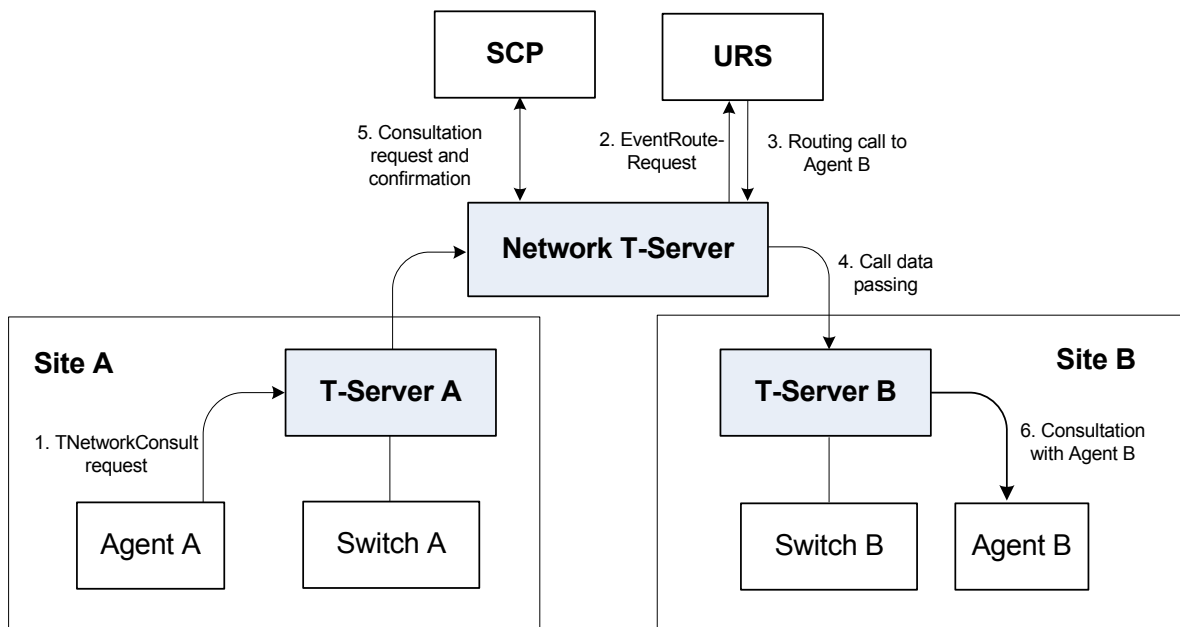 SCP
URS
5. Consultation
request and
confirmation
2. EventRoute-
Request
3. Routing call to
Agent B
Network T-Server
4. Call data
passing
Site A
T-Server A
1. TNetworkConsult
request
Agent A
Switch A
Site B
T-Server B
6. Consultation
with Agent B
Switch B
Agent B